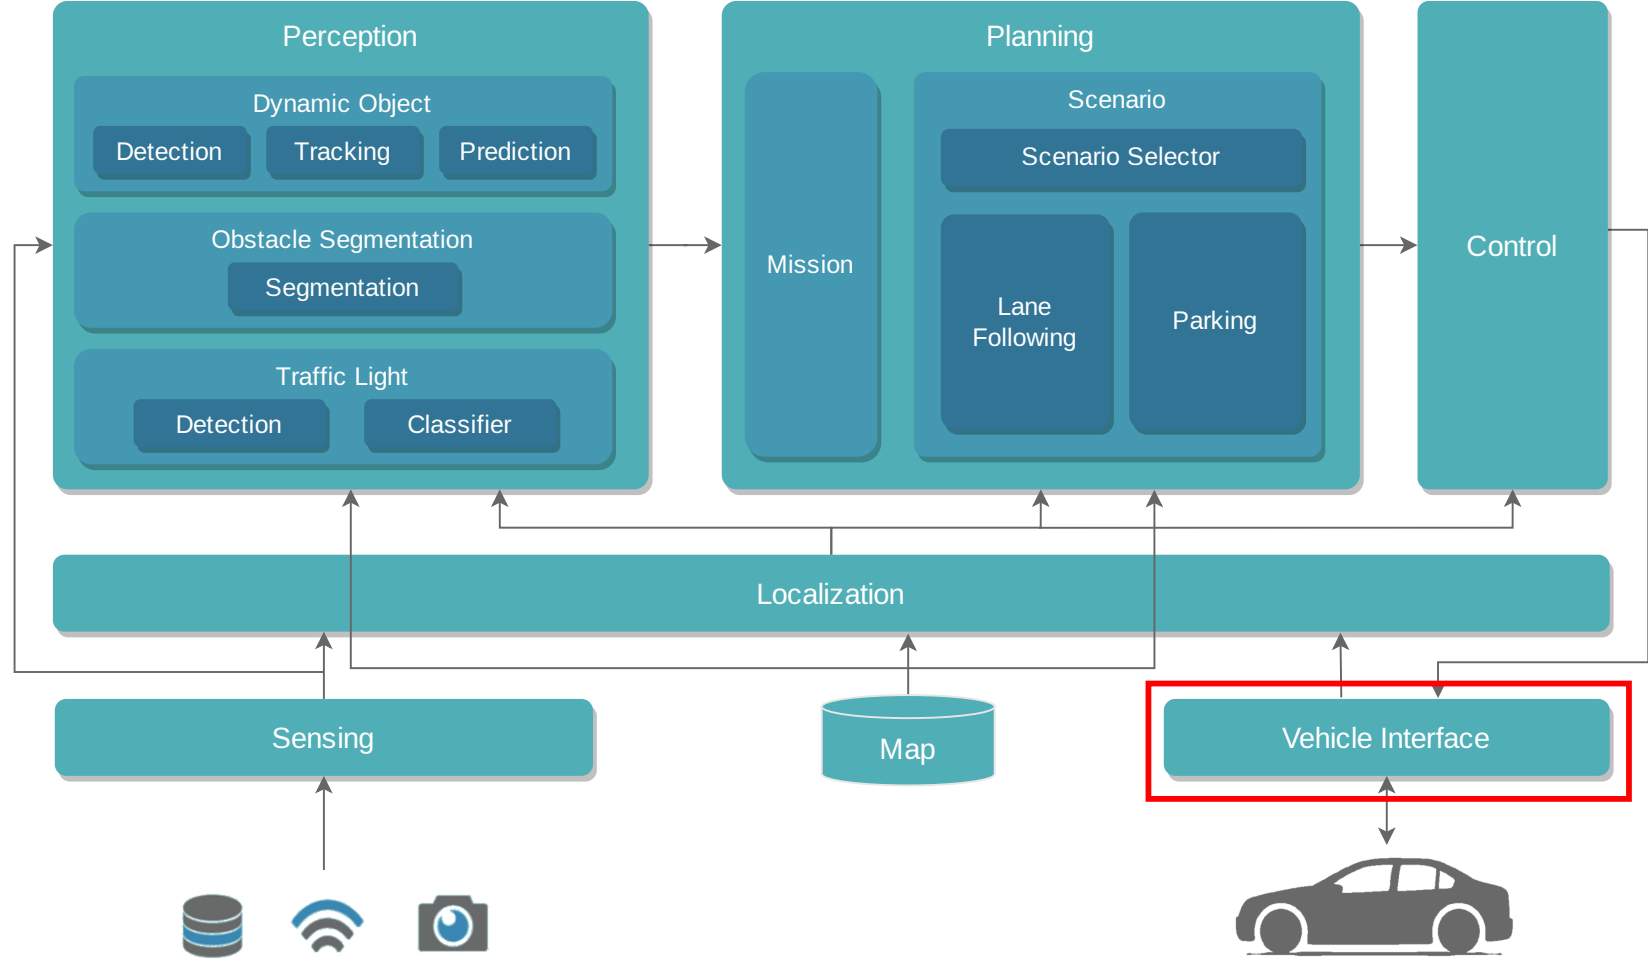 Perception
Dynamic Object
Detection
Tracking
Prediction
Obstacle Segmentation
Segmentation
Traffic Light
Detection
Classifier
Planning
Mission
Scenario
Scenario Selector
Lane
Following
Parking
Control
Localization
Sensing
Map
Vehicle Interface